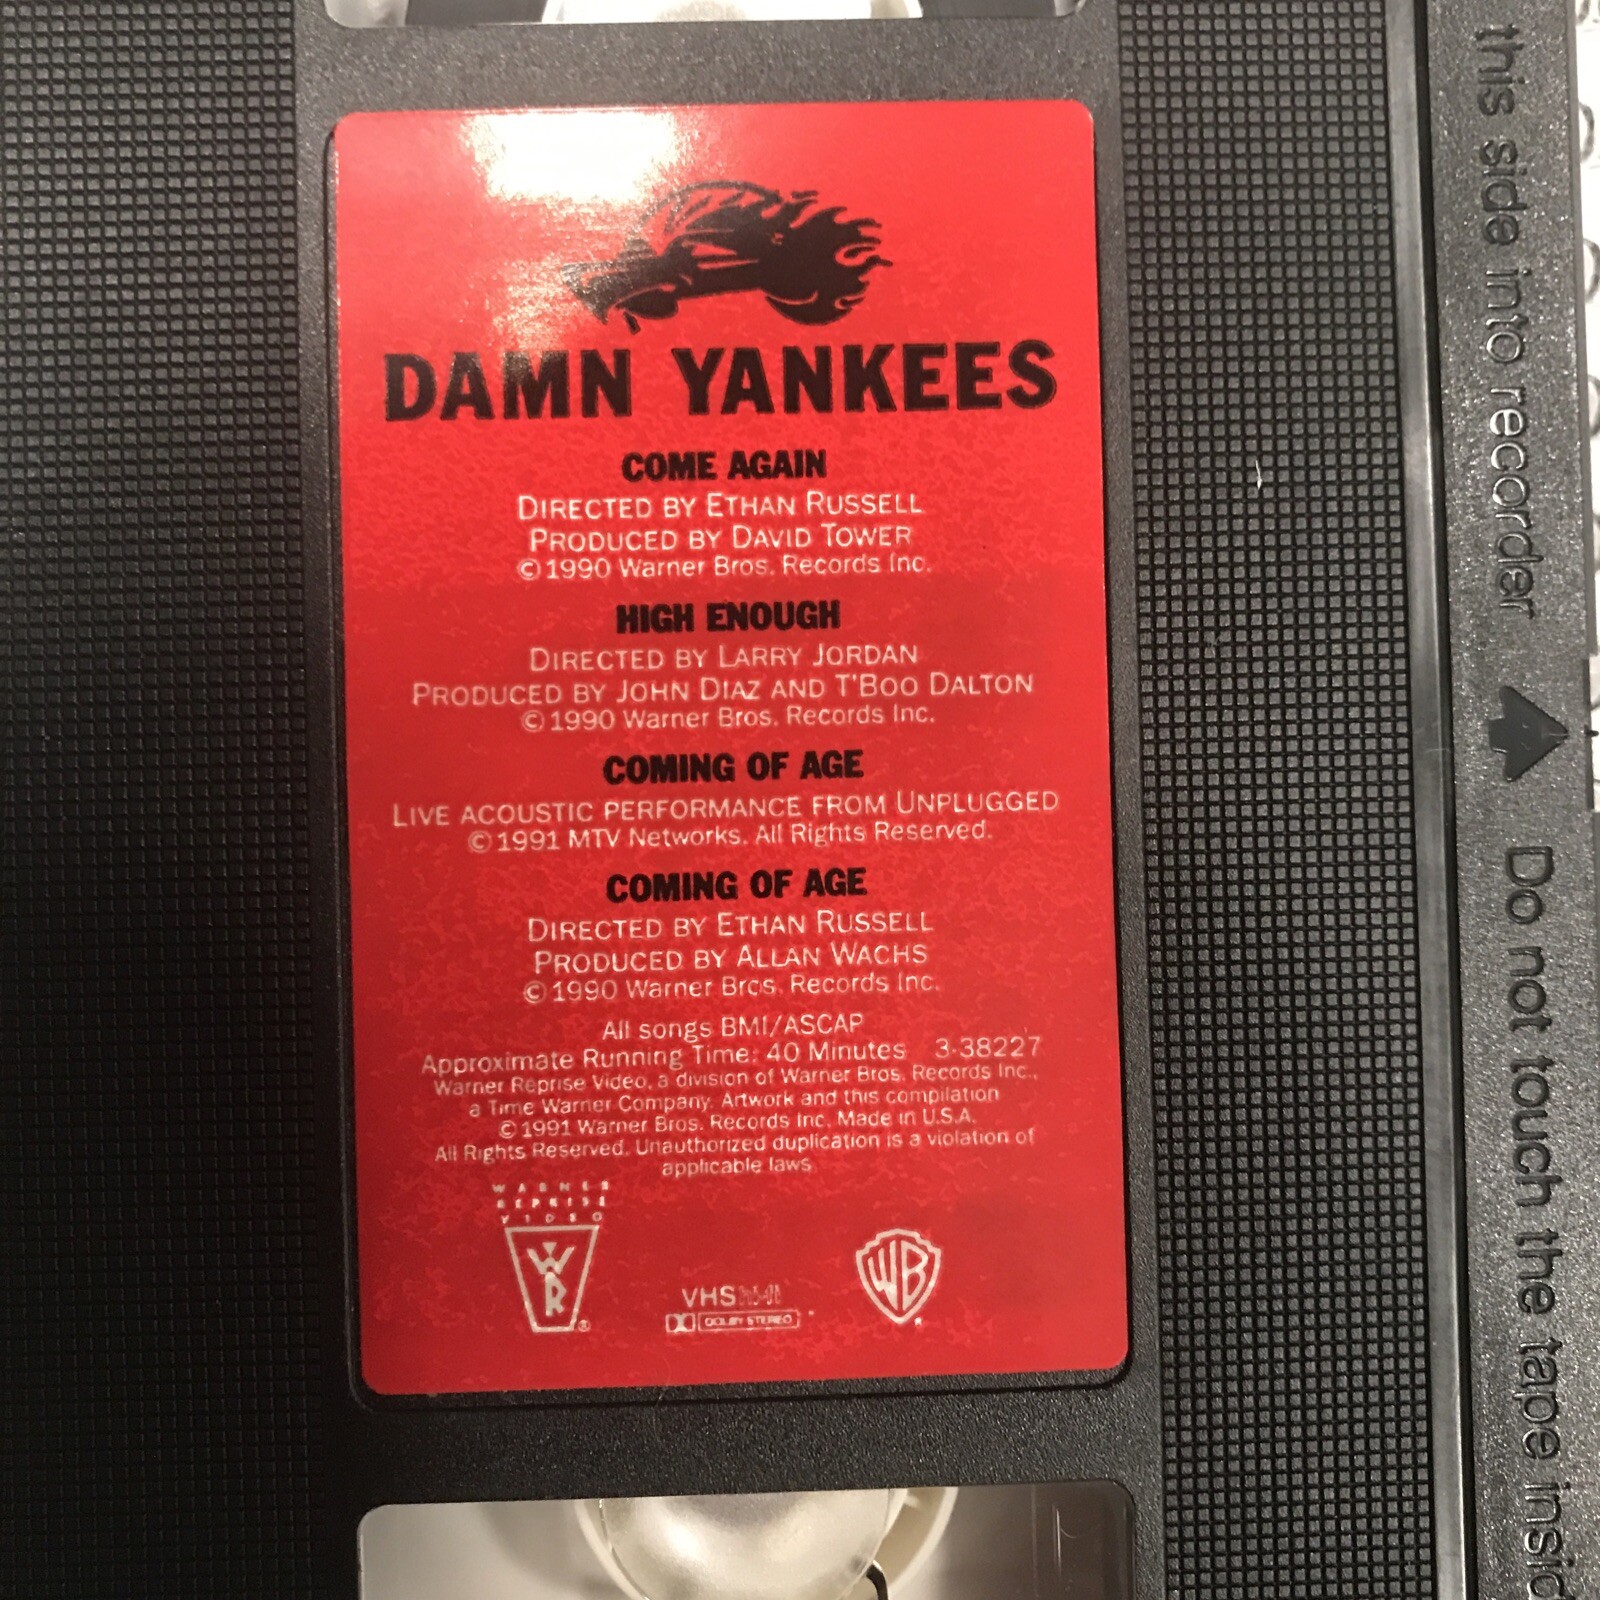 DAMN YANKEES
COME AGAIN
DIRECTED BY ETHAN RUSSELL
PRODUCED BY DAVID TOWER
© 1990 Warner Bros. Records Inc.
HIGH ENOUGH
DIRECTED BY LARRY JORDAN
PRODUCED BY JOHN DIAZ AND T'BOO DALTON
© 1990 Warner Bros. Records Inc.
COMING OF AGE
LIVE ACOUSTIC PERFORMANCE FROM UNPLUGGED
© 1991 MTV Networks. All Rights Reserved.
COMING OF AGE
DIRECTED BY ETHAN RUSSELL
PRODUCED BY ALLAN WACHS
© 1990 Warner Bros. Records Inc.
All songs BMI/ASCAP
Approximate Running Time: 40 Minutes 3-38227
Warner Reprise Video, a division of Warner Bros. Records Inc.,
a Time Warner Company. Artwork and this compilation
© 1991 Warner Bros. Records Inc. Made in U.S.A.
All Rights Reserved. Unauthorized duplication is a violation of
applicable laws
WARNER
REPRISE
VIDEO
WR®
VHS hi-fi
DOLBY STEREO
WB
this side into recorder
Do not touch the tape insid